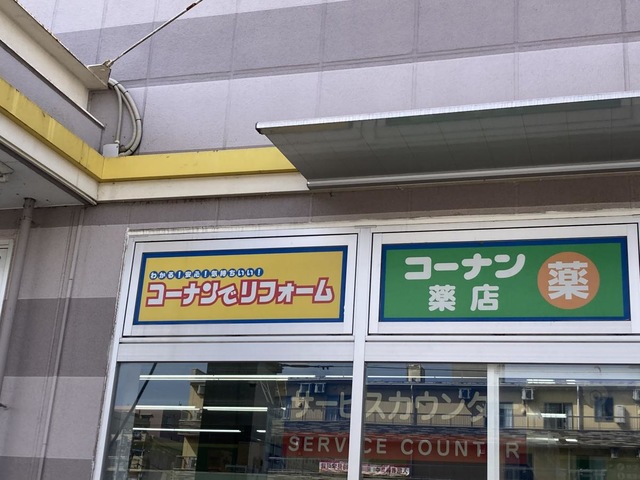 わかる!安心!気持ちいい!
コーナンでリフォーム
コーナン
薬店
薬
サービスカウンター
SERVICE COUNTER